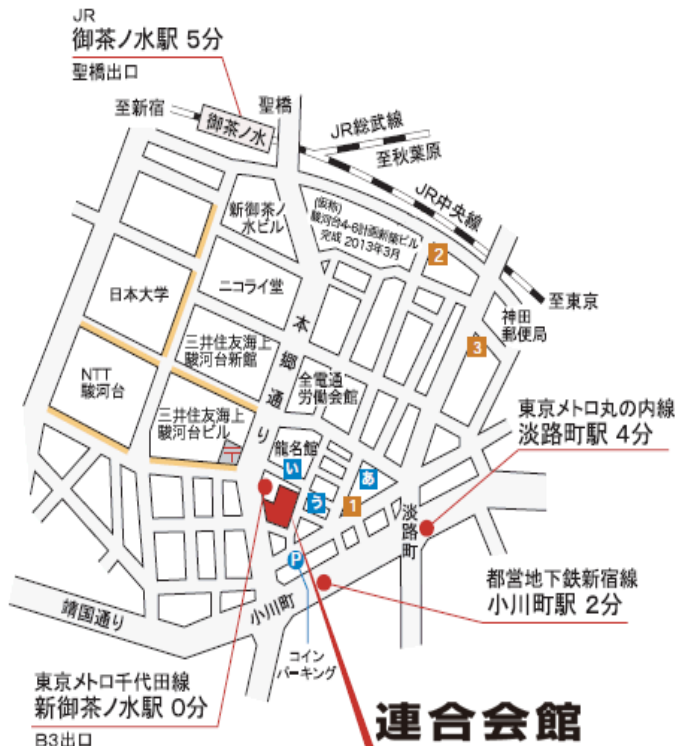 JR
御茶ノ水駅 5分
聖橋出口
至新宿
御茶ノ水
聖橋
JR総武線
至秋葉原
JR中央線
至東京
新御茶ノ
水ビル
(仮称)
駿河台4-6計画新築ビル
完成 2013年3月
2
日本大学
ニコライ堂
本郷通り
神田
郵便局
3
三井住友海上
駿河台新館
NTT
駿河台
全電通
労働会館
三井住友海上
駿河台ビル
〒
龍名館
い
う
あ
1
東京メトロ丸の内線
淡路町駅 4分
淡路町
P
都営地下鉄新宿線
小川町駅 2分
靖国通り
小川町
コイン
パーキング
東京メトロ千代田線
新御茶ノ水駅 0分
B3出口
連合会館